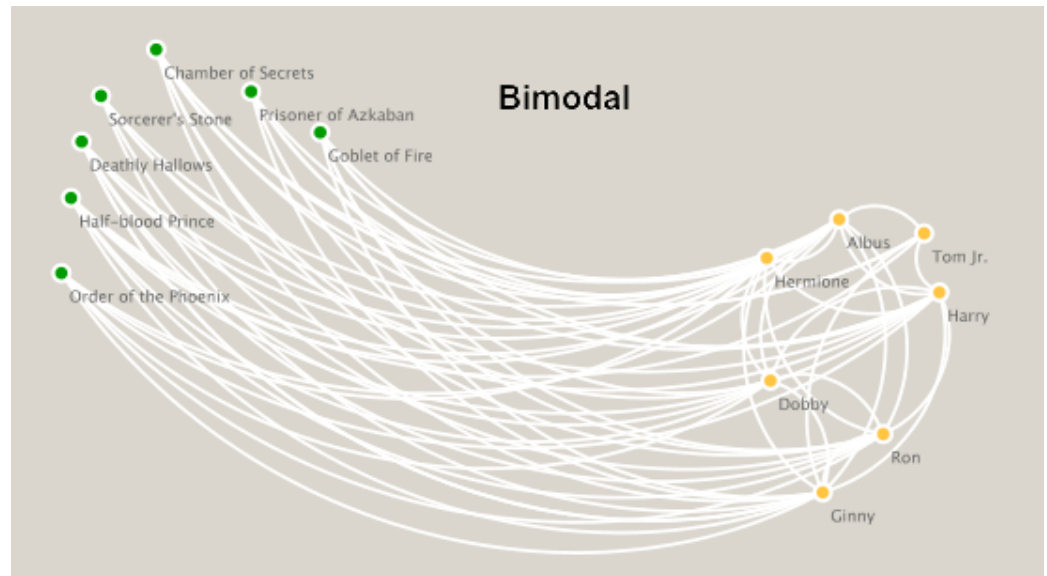 Chamber of Secrets
Bimodal
Prisoner of Azkaban
Sorcerer's Stone
Goblet of Fire
Deathly Hallows
Half-blood Prince
Albus
Tom Jr.
Hermione
Order of the Phoenix
Harry
Dobby
Ron
Ginny